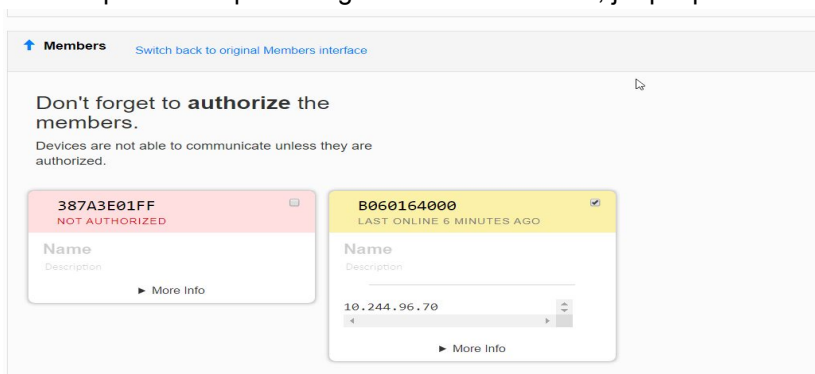 Members Switch back to original Members interface
Don't forget to authorize the
members.
Devices are not able to communicate unless they are
authorized.
387A3E01FF
NOT AUTHORIZED
Name
Description
► More Info
B060164000
LAST ONLINE 6 MINUTES AGO
Name
Description
10.244.96.70
► More Info